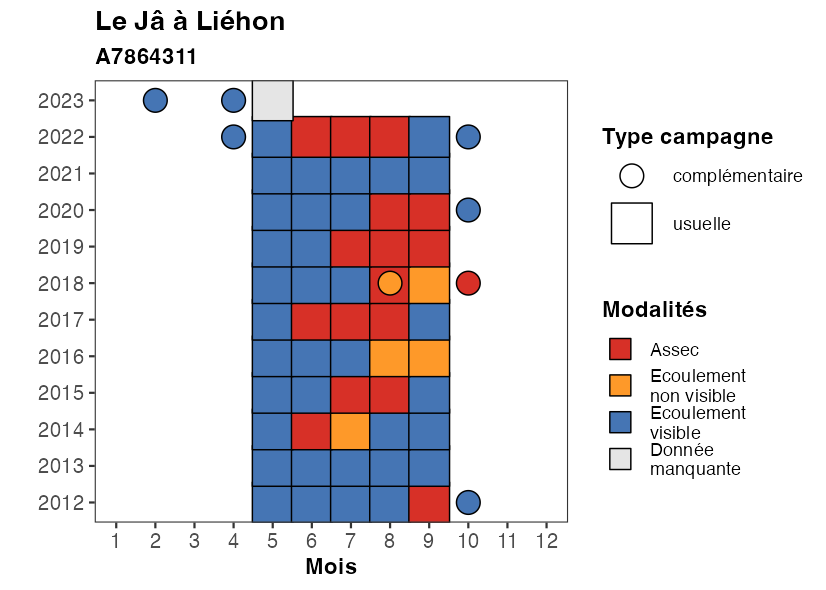 Le Jâ à Liéhon
A7864311
2023
2022
2021
2020
2019
2018
2017
2016
2015
2014
2013
2012
1 2 3 4 5 6 7 8 9 10 11 12
Mois
Type campagne
complémentaire
usuelle
Modalités
Assec
Ecoulement
non visible
Ecoulement
visible
Donnée
manquante